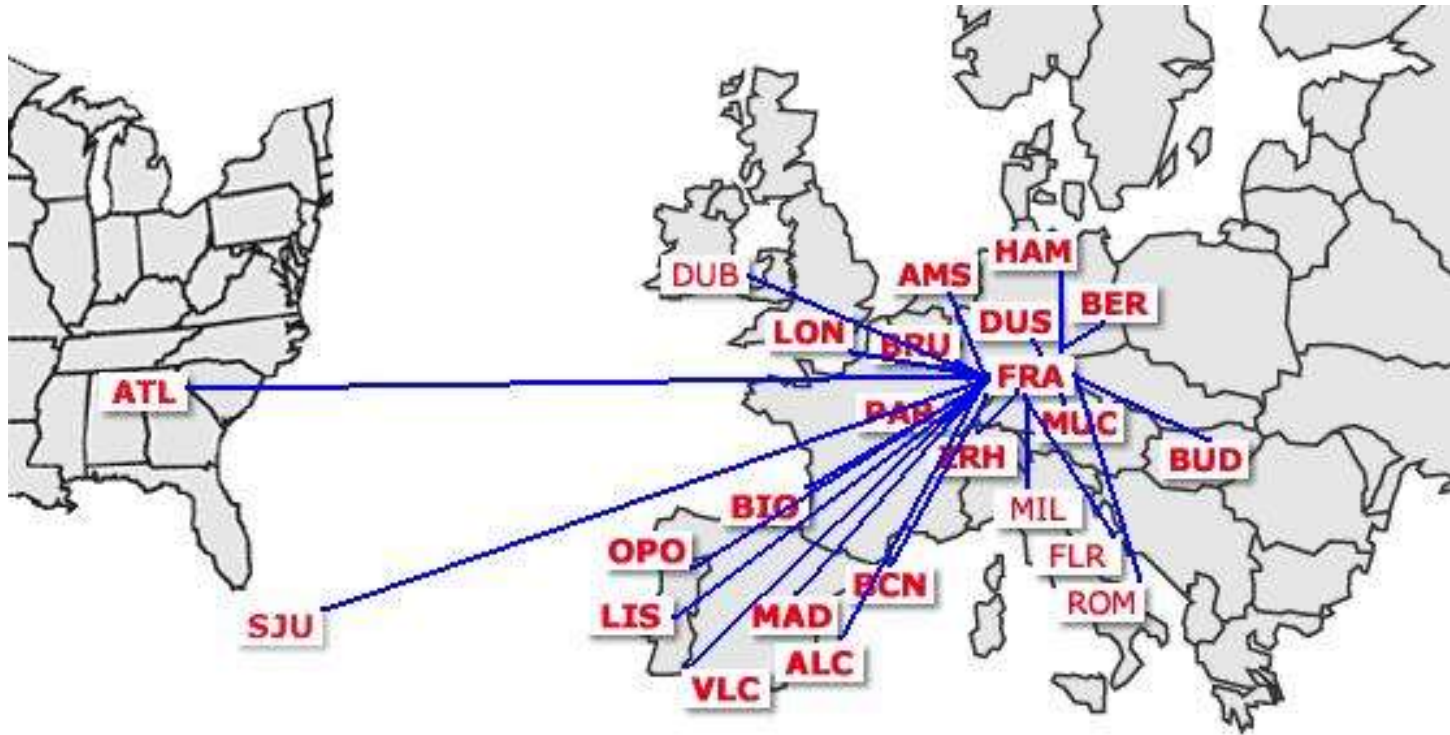 HAM
DUB
AMS
BER
DUS
LON
BRU
FRA
ATL
PAR
MUC
ZRH
BUD
BIO
MIL
OPO
FLR
BCN
ROM
LIS
MAD
SJU
ALC
VLC